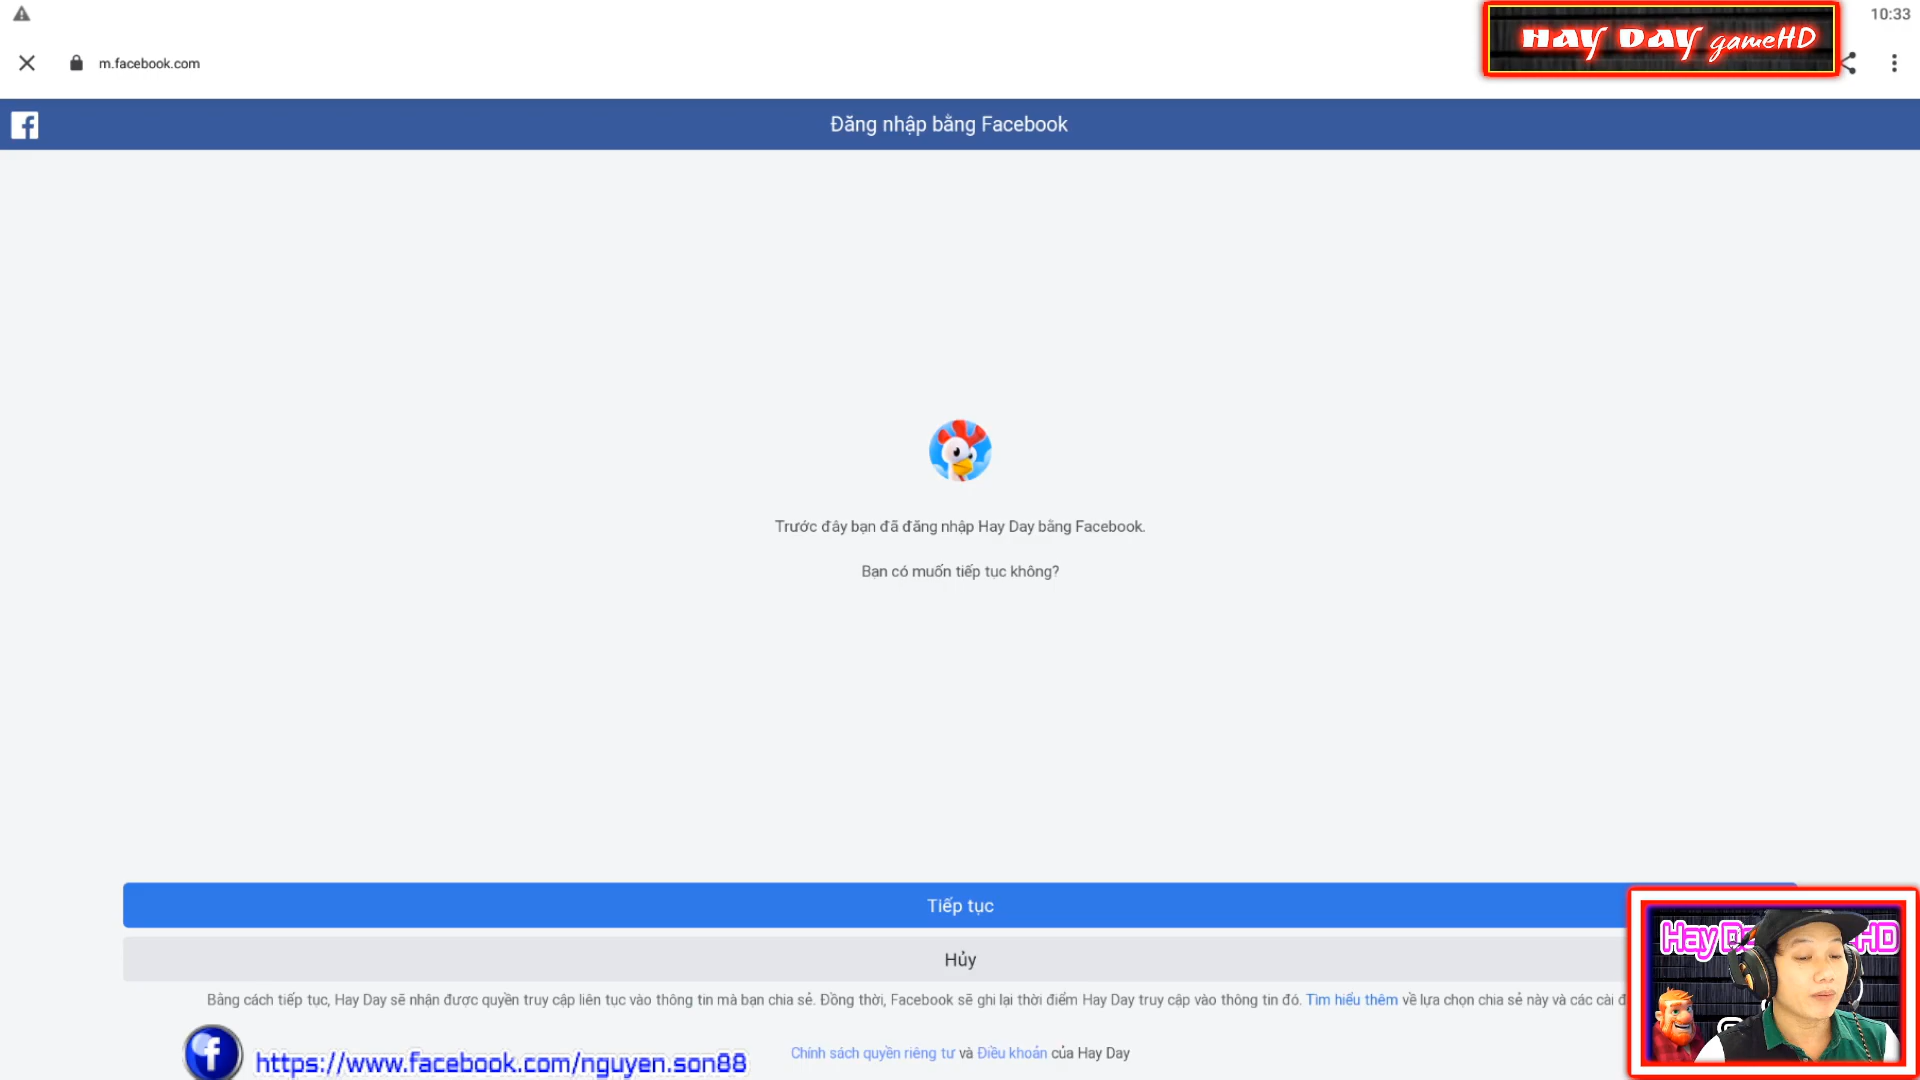 10:33
HAY DAY gameHD
m.facebook.com
Đăng nhập bằng Facebook
Trước đây bạn đã đăng nhập Hay Day bằng Facebook.
Bạn có muốn tiếp tục không?
Tiếp tục
Hủy
Bằng cách tiếp tục, Hay Day sẽ nhận được quyền truy cập liên tục vào thông tin mà bạn chia sẻ. Đồng thời, Facebook sẽ ghi lại thời điểm Hay Day truy cập vào thông tin đó. Tìm hiểu thêm về lựa chọn chia sẻ này và các cài
Chính sách quyền riêng tư và Điều khoản của Hay Day
https://www.facebook.com/nguyen.son88
Hay
HD